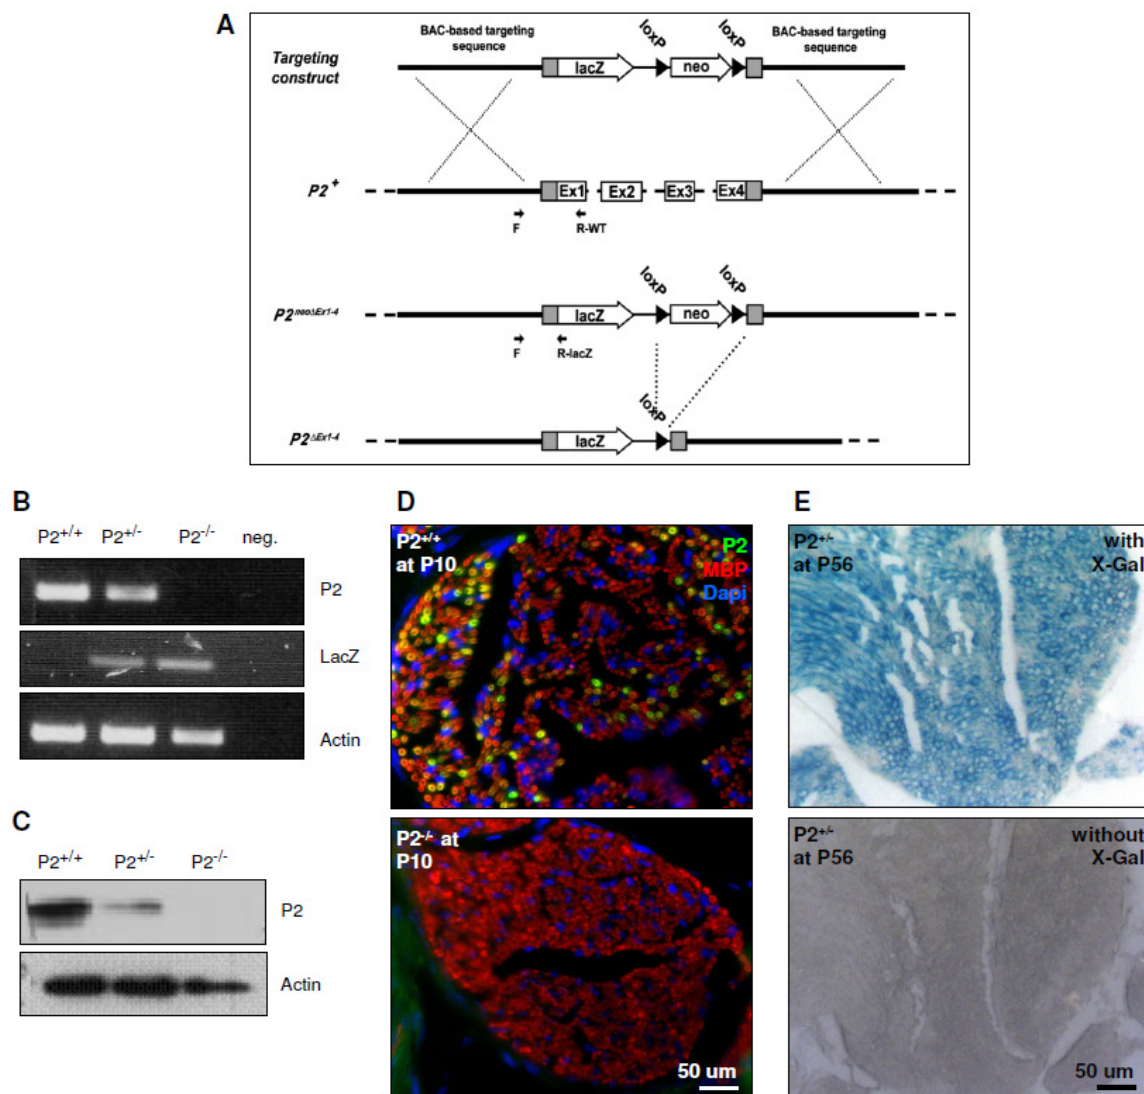 A
BAC-based targeting sequence
loxP
loxP
BAC-based targeting sequence
Targeting construct
lacZ
neo
P2+
Ex1
Ex2
Ex3
Ex4
F
R-WT
loxP
loxP
P2neoΔEx1-4
lacZ
neo
F
R-lacZ
loxP
P2ΔEx1-4
lacZ
B
P2+/+ P2+/- P2-/- neg.
P2
LacZ
Actin
C
P2+/+ P2+/- P2-/-
P2
Actin
D
P2+/+
at P10
P2
MBP
Dapi
P2-/- at
P10
50 um
E
P2+/-
at P56
with
X-Gal
P2+/-
at P56
without
X-Gal
50 um